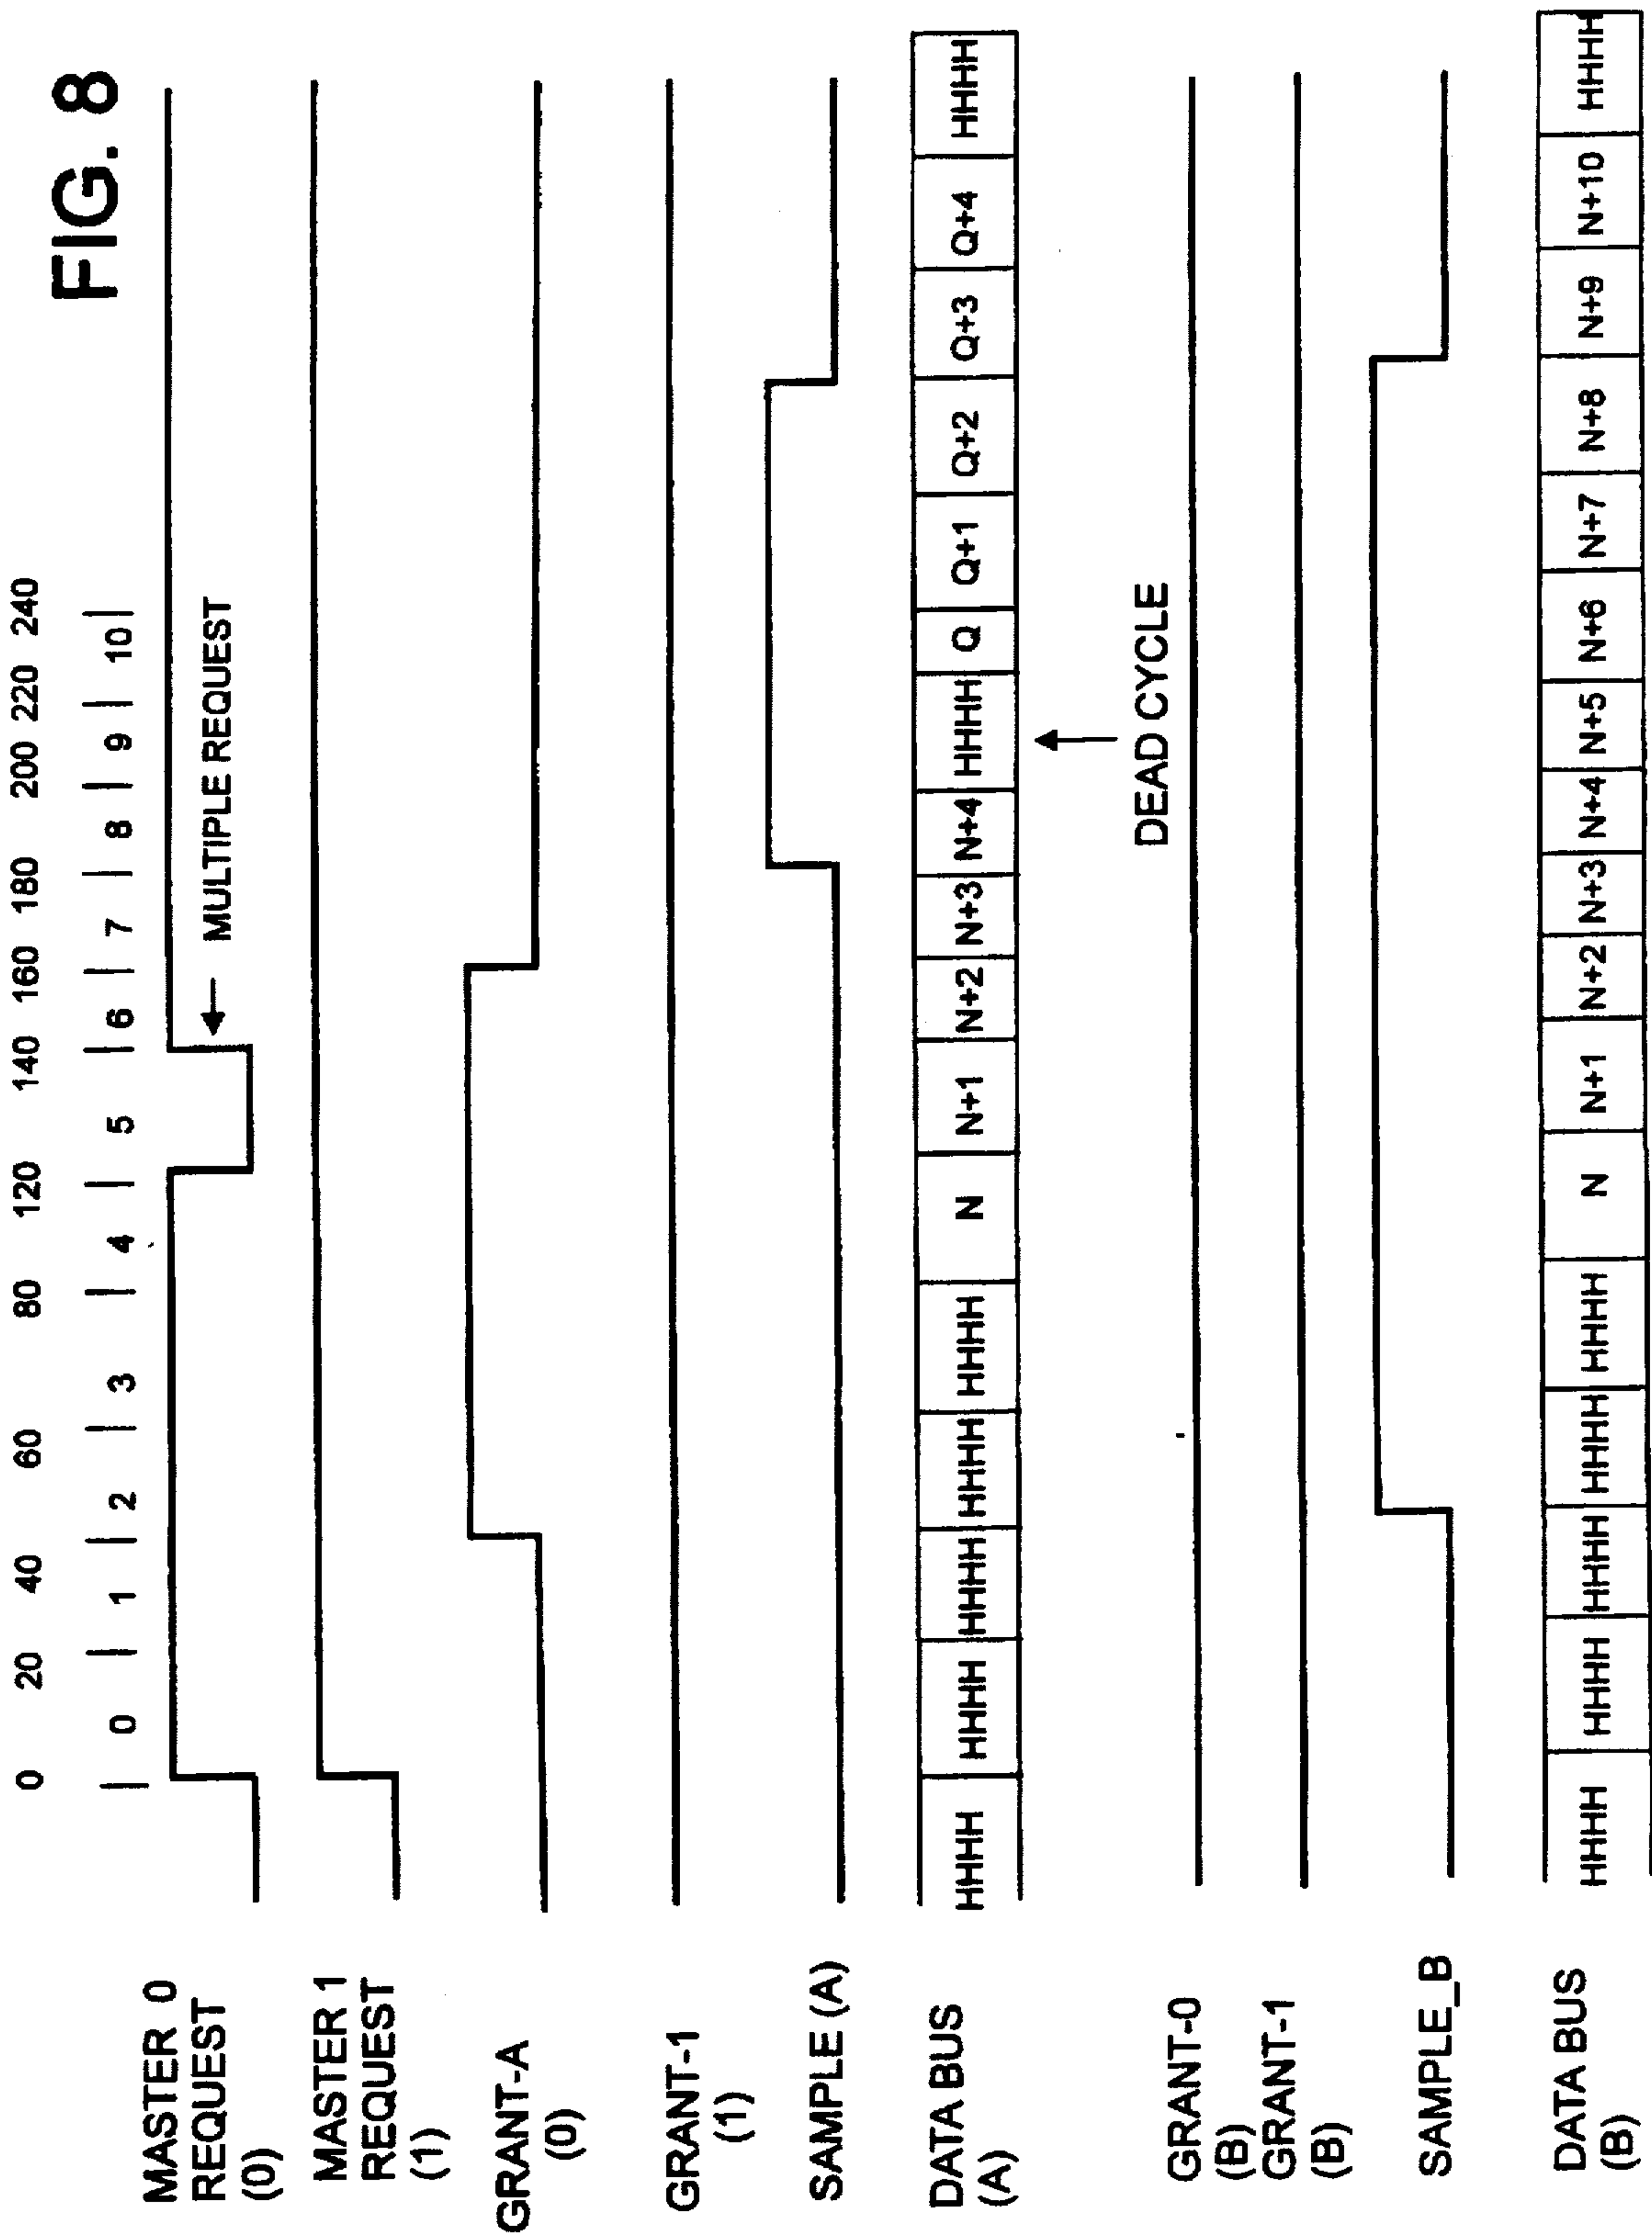 FIG. 8
0 20 40 60 80 120 140 160 180 200 220 240
0 1 2 3 4 5 6 7 8 9 10
MASTER 0
REQUEST
(0)
MULTIPLE REQUEST
MASTER 1
REQUEST
(1)
GRANT-A
(0)
GRANT-1
(1)
SAMPLE (A)
DATA BUS
(A)
HHHH HHHH HHHH HHHH HHHH N N+1 N+2 N+3 N+4 HHHH Q Q+1 Q+2 Q+3 Q+4 HHHH
DEAD CYCLE
GRANT-0
(B)
GRANT-1
(B)
SAMPLE_B
DATA BUS
(B)
HHHH HHHH HHHH HHHH HHHH N N+1 N+2 N+3 N+4 N+5 N+6 N+7 N+8 N+9 N+10 HHHH